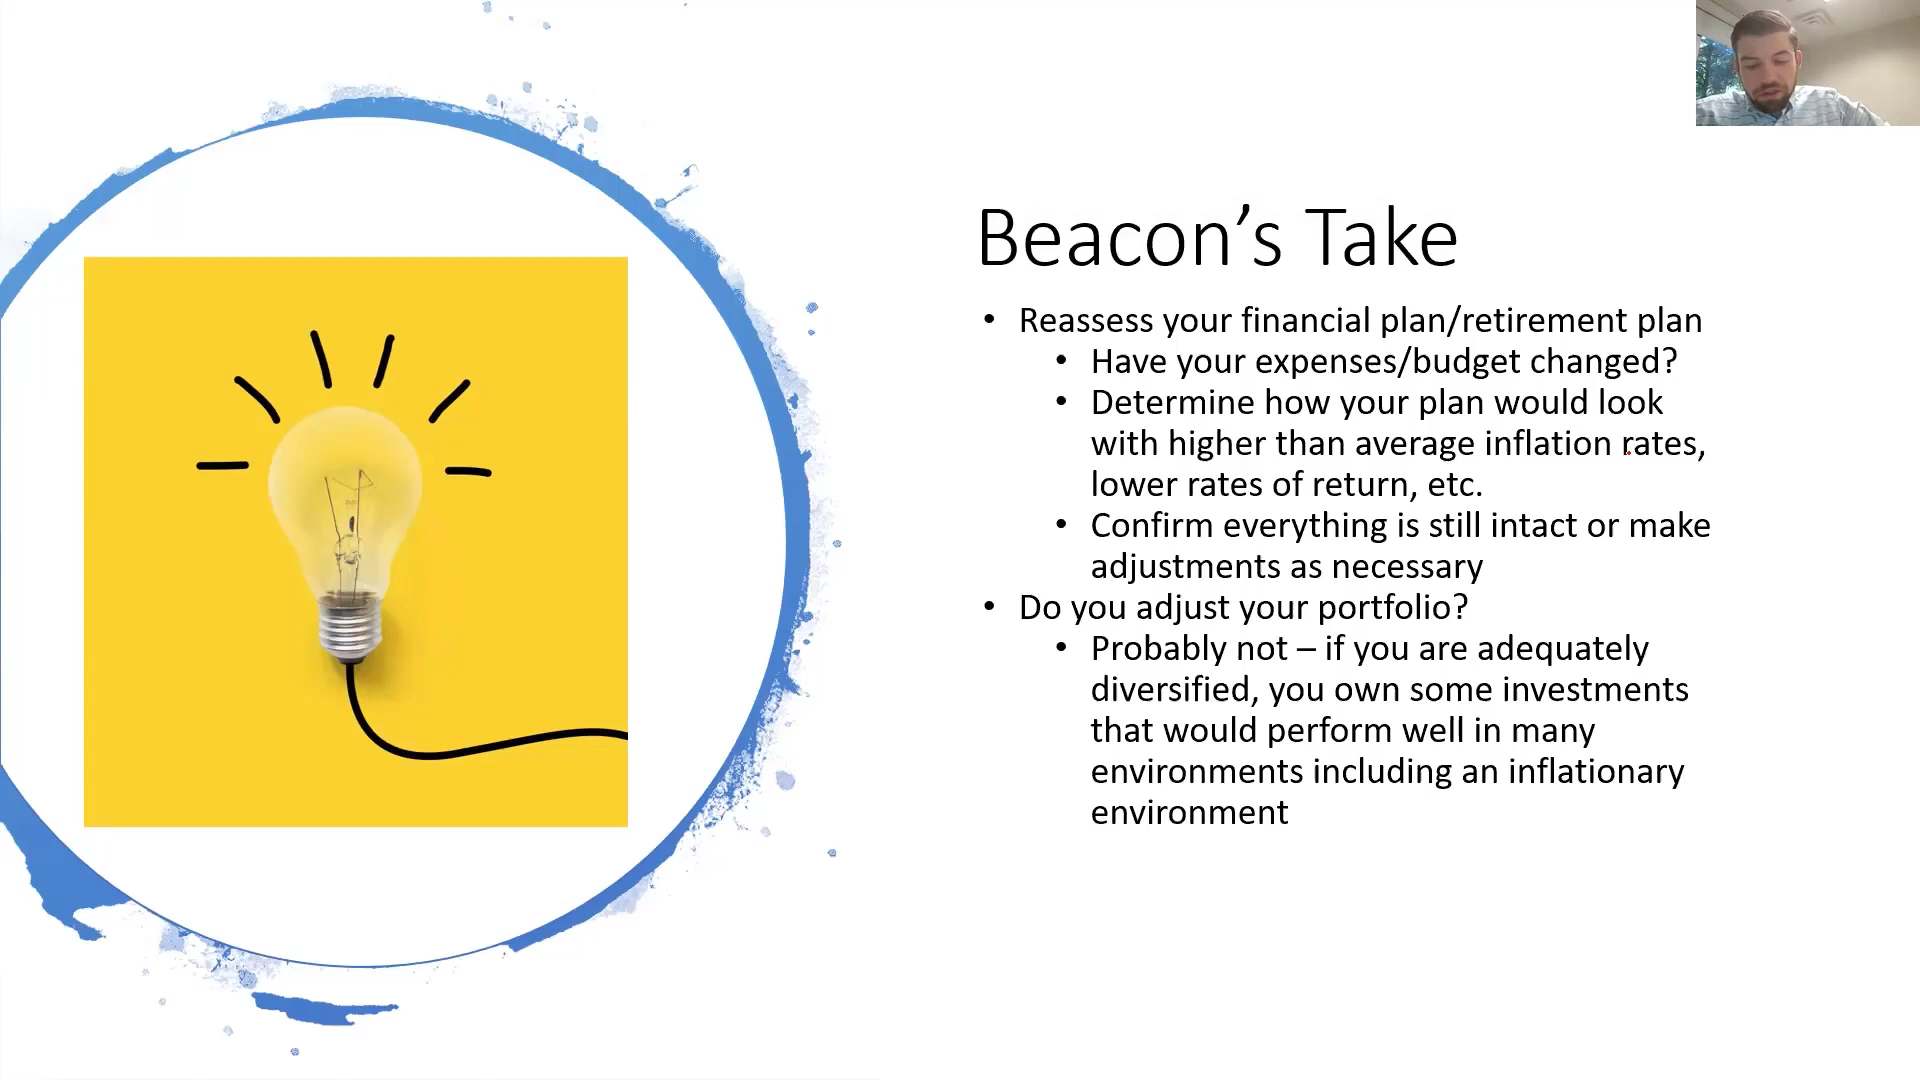 Beacon’s Take
• Reassess your financial plan/retirement plan
• Have your expenses/budget changed?
• Determine how your plan would look
with higher than average inflation rates,
lower rates of return, etc.
• Confirm everything is still intact or make
adjustments as necessary
• Do you adjust your portfolio?
• Probably not – if you are adequately
diversified, you own some investments
that would perform well in many
environments including an inflationary
environment